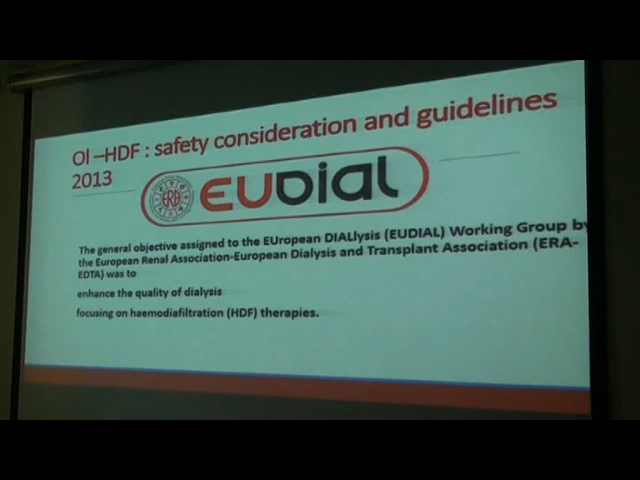 Ol –HDF : safety consideration and guidelines
2013
ERA
EUDIAL
The general objective assigned to the EUropean DIALlysis (EUDIAL) Working Group by
the European Renal Association-European Dialysis and Transplant Association (ERA-
EDTA) was to
enhance the quality of dialysis
focusing on haemodiafiltration (HDF) therapies.